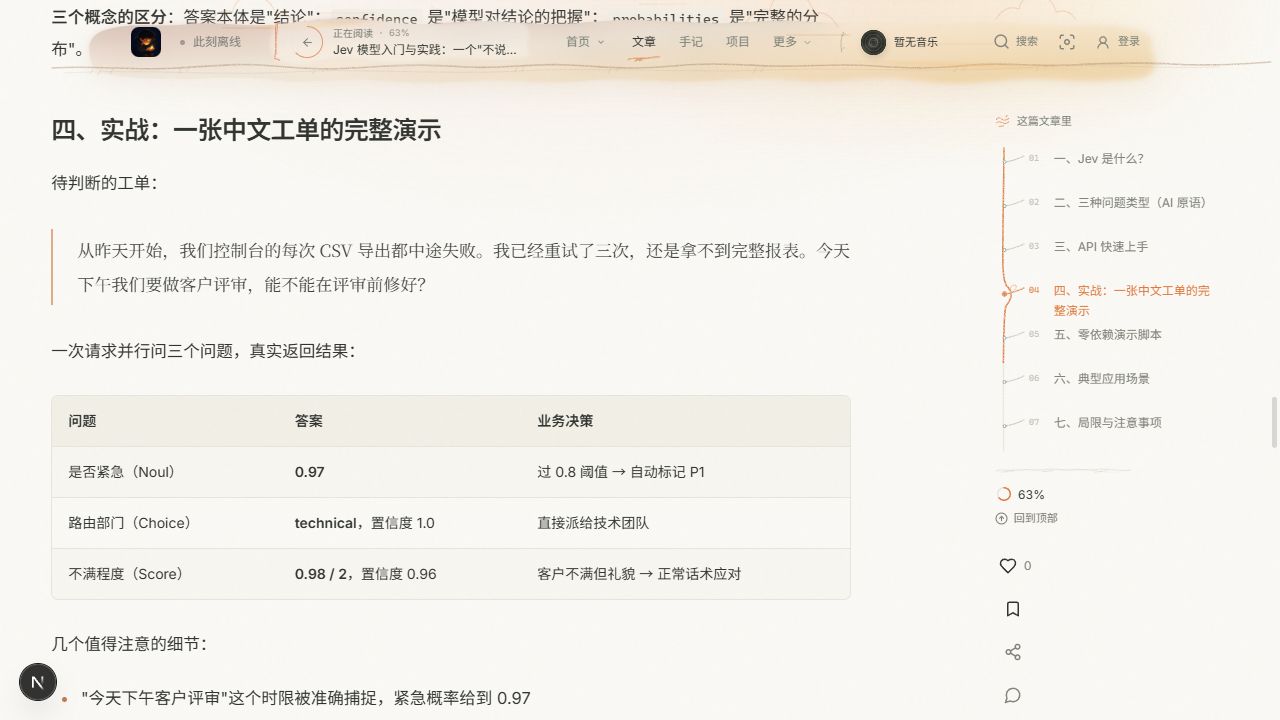 三个概念的区分：答案本体是"结论"；confidence 是"模型对结论的把握"；probabilities 是"完整的分
布"。
此刻离线
正在阅读 · 63%
Jev 模型入门与实践：一个"不说...
首页
文章
手记
项目
更多
暂无音乐
搜索
登录
四、实战：一张中文工单的完整演示
待判断的工单：
从昨天开始，我们控制台的每次 CSV 导出都中途失败。我已经重试了三次，还是拿不到完整报表。今天
下午我们要做客户评审，能不能在评审前修好？
一次请求并行问三个问题，真实返回结果：
问题 答案 业务决策
是否紧急（Noul） 0.97 过 0.8 阈值 → 自动标记 P1
路由部门（Choice） technical，置信度 1.0 直接派给技术团队
不满程度（Score） 0.98 / 2，置信度 0.96 客户不满但礼貌 → 正常话术应对
几个值得注意的细节：
"今天下午客户评审"这个时限被准确捕捉，紧急概率给到 0.97
这篇文章里
01 一、Jev 是什么？
02 二、三种问题类型（AI 原语）
03 三、API 快速上手
04 四、实战：一张中文工单的完
整演示
05 五、零依赖演示脚本
06 六、典型应用场景
07 七、局限与注意事项
63%
回到顶部
0
N